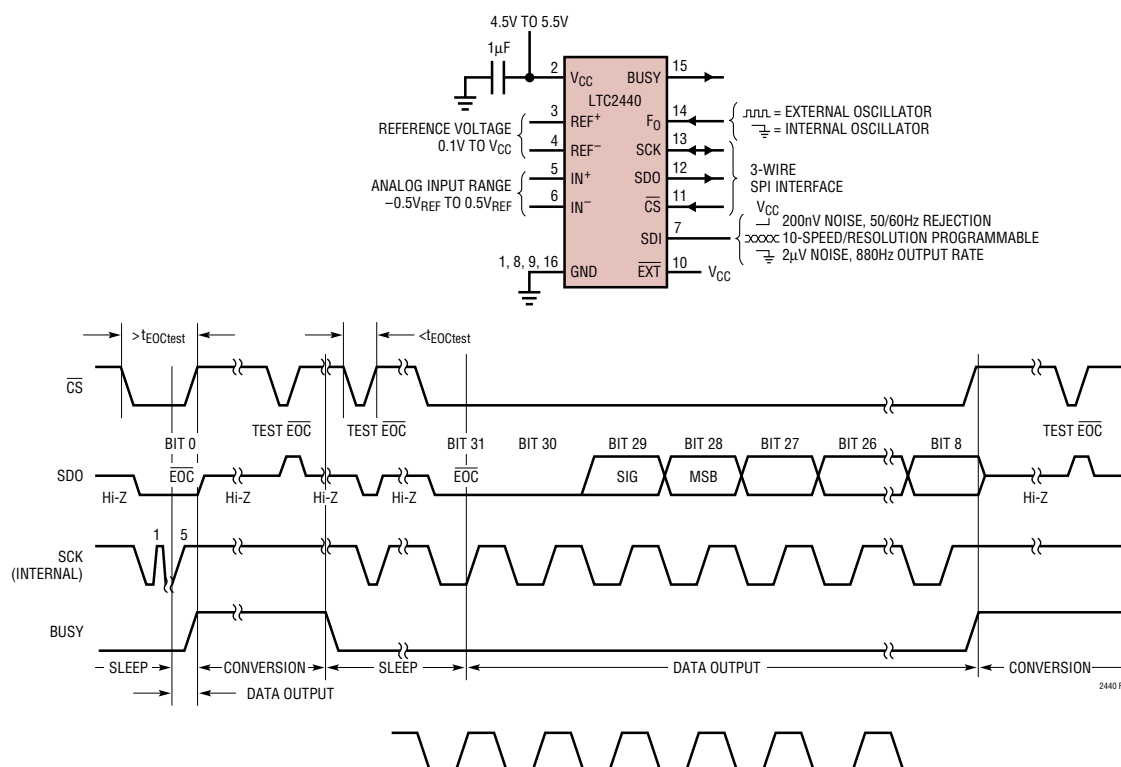 4.5V TO 5.5V
1µF
2 VCC BUSY 15
LTC2440
3 REF+ FO 14
= EXTERNAL OSCILLATOR
= INTERNAL OSCILLATOR
REFERENCE VOLTAGE
0.1V TO VCC
4 REF– SCK 13
5 IN+ SDO 12
3-WIRE
SPI INTERFACE
ANALOG INPUT RANGE
–0.5VREF TO 0.5VREF
6 IN– CS 11
VCC
200nV NOISE, 50/60Hz REJECTION
SDI 7
10-SPEED/RESOLUTION PROGRAMMABLE
2µV NOISE, 880Hz OUTPUT RATE
1, 8, 9, 16 GND EXT 10 VCC
>tEOCtest <tEOCtest
CS
TEST EOC TEST EOC TEST EOC
BIT 0 BIT 31 BIT 30 BIT 29 BIT 28 BIT 27 BIT 26 BIT 8
SDO EOC EOC SIG MSB
Hi-Z Hi-Z Hi-Z Hi-Z Hi-Z
1 5
SCK
(INTERNAL)
BUSY
SLEEP CONVERSION SLEEP DATA OUTPUT CONVERSION
DATA OUTPUT
2440 F